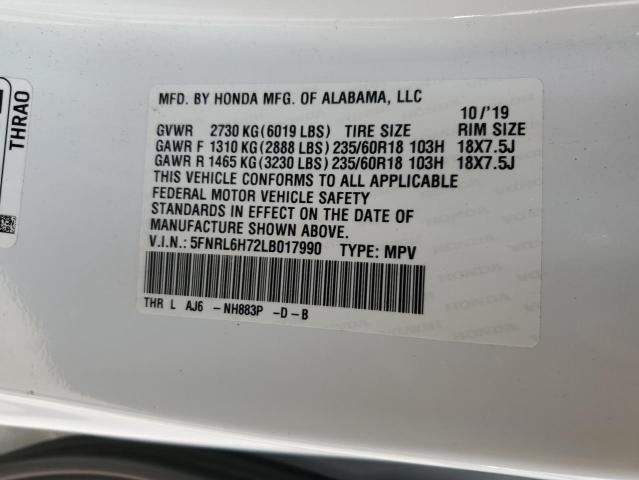 THRA0
MFD. BY HONDA MFG. OF ALABAMA, LLC 10/'19
GVWR 2730 KG(6019 LBS) TIRE SIZE RIM SIZE
GAWR F 1310 KG(2888 LBS)235/60R18 103H 18X7.5J
GAWR R 1465 KG(3230 LBS)235/60R18 103H 18X7.5J
THIS VEHICLE CONFORMS TO ALL APPLICABLE
FEDERAL MOTOR VEHICLE SAFETY
STANDARDS IN EFFECT ON THE DATE OF
MANUFACTURE SHOWN ABOVE.
V.I.N.:5FNRL6H72LB017990 TYPE: MPV
THR L AJ6 -NH883P -D-B